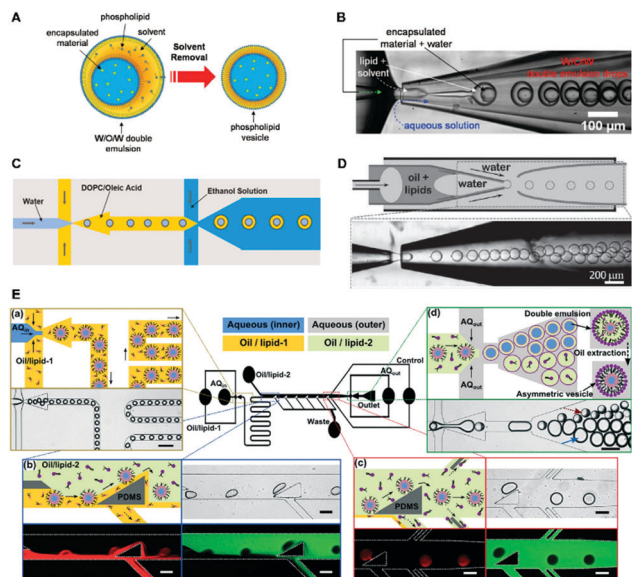 A
phospholipid
encapsulated
material
solvent
Solvent
Removal
W/O/W double
emulsion
phospholipid
vesicle
B
encapsulated
material + water
lipid +
solvent
W/O/W
double emulsion drops
aqueous solution
100 μm
C
DOPC/Oleic Acid
Ethanol Solution
Water
D
oil +
lipids
water
water
200 μm
E
(a)
AQin
Oil/lipid-1
Aqueous (inner)
Aqueous (outer)
Oil / lipid-1
Oil / lipid-2
Oil/lipid-2
AQin
Oil/lipid-1
Control
AQout
Outlet
Waste
(d)
AQout
AQout
Double emulsion
Oil extraction
Asymmetric vesicle
(b)
Oil/lipid-2
PDMS
(c)
PDMS